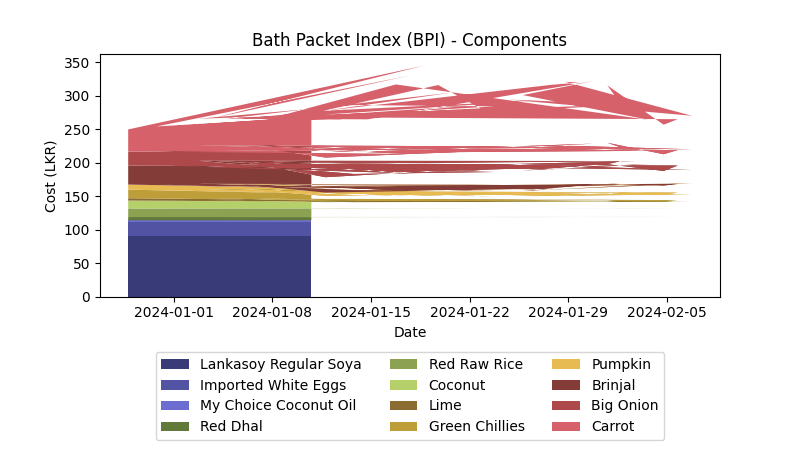 Bath Packet Index (BPI) - Components
350
300
250
200
150
100
50
0
Cost (LKR)
2024-01-01 2024-01-08 2024-01-15 2024-01-22 2024-01-29 2024-02-05
Date
Lankasoy Regular Soya Red Raw Rice Pumpkin
Imported White Eggs Coconut Brinjal
My Choice Coconut Oil Lime Big Onion
Red Dhal Green Chillies Carrot